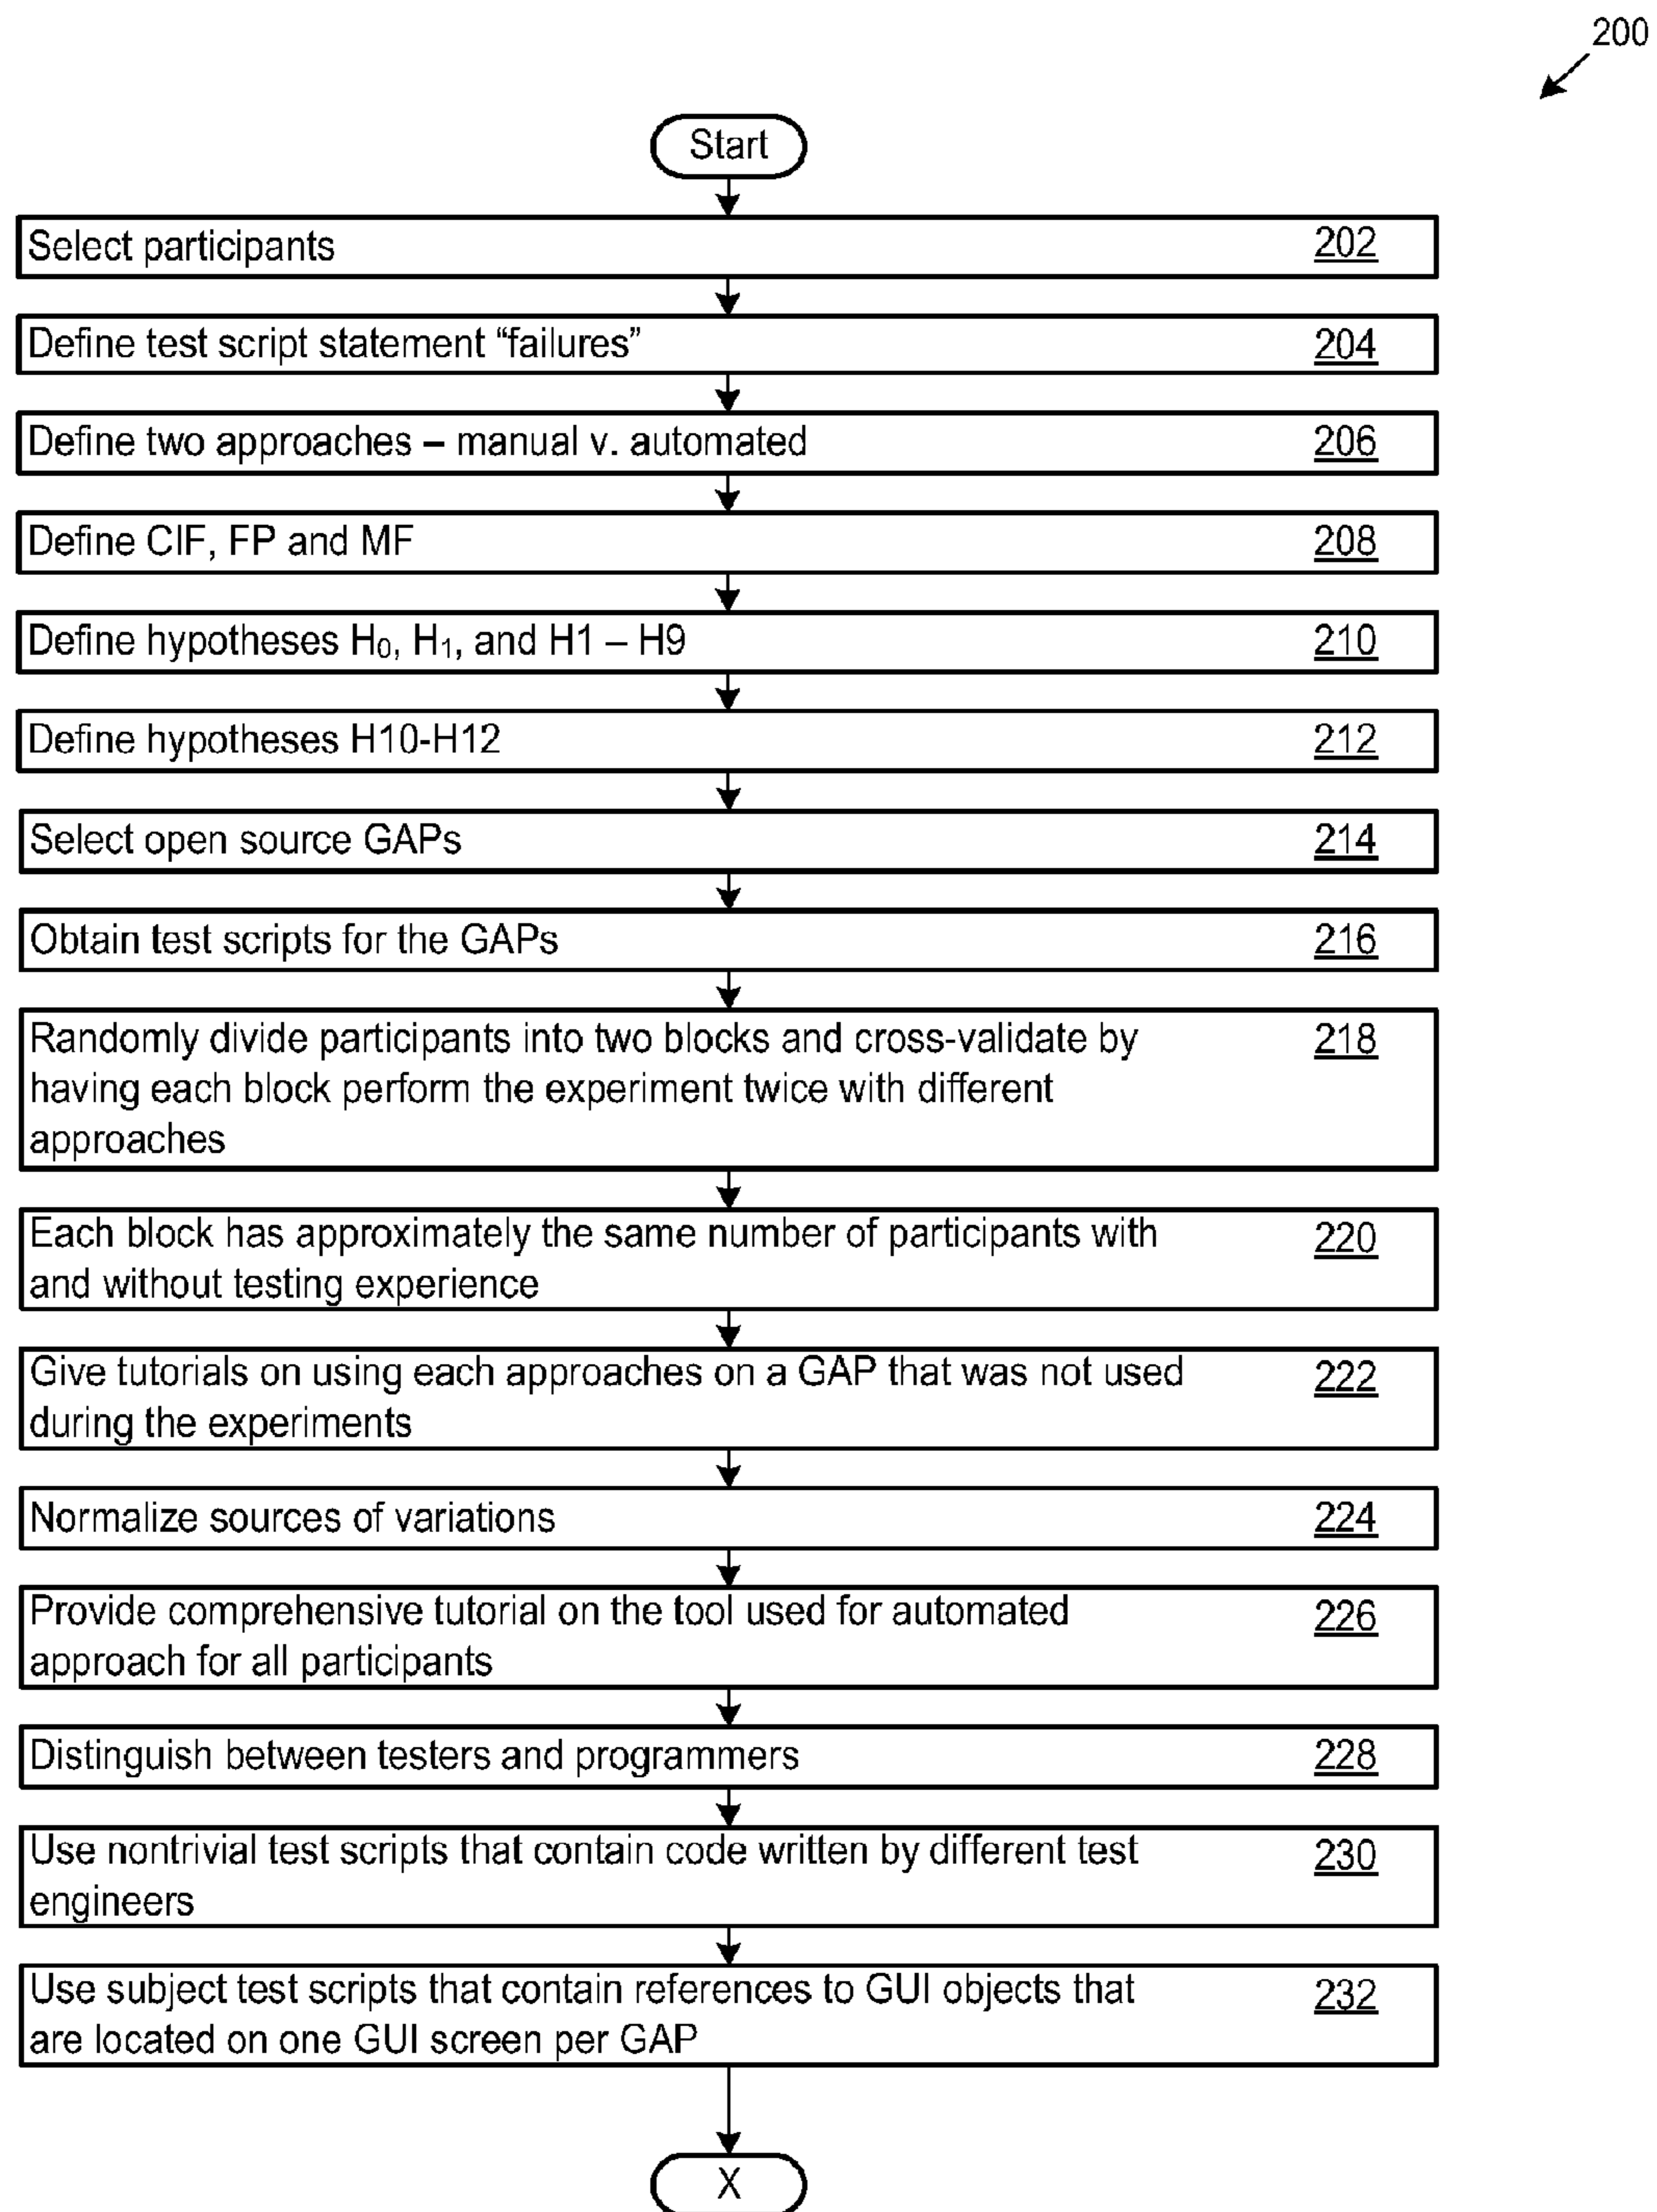 200
Start
Select participants 202
Define test script statement “failures” 204
Define two approaches – manual v. automated 206
Define CIF, FP and MF 208
Define hypotheses H₀, H₁, and H1 – H9 210
Define hypotheses H10-H12 212
Select open source GAPs 214
Obtain test scripts for the GAPs 216
Randomly divide participants into two blocks and cross-validate by 218
having each block perform the experiment twice with different
approaches
Each block has approximately the same number of participants with 220
and without testing experience
Give tutorials on using each approaches on a GAP that was not used 222
during the experiments
Normalize sources of variations 224
Provide comprehensive tutorial on the tool used for automated 226
approach for all participants
Distinguish between testers and programmers 228
Use nontrivial test scripts that contain code written by different test 230
engineers
Use subject test scripts that contain references to GUI objects that 232
are located on one GUI screen per GAP
X